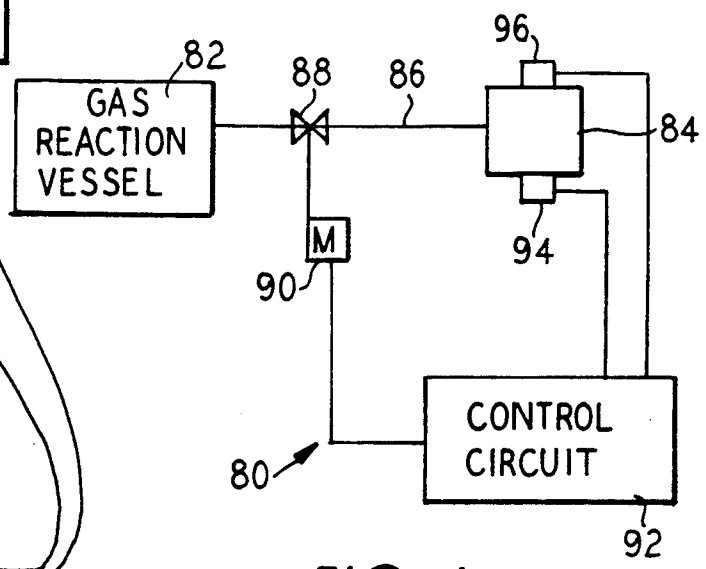 96
82
88
86
GAS
REACTION
VESSEL
84
M
94
90
CONTROL
CIRCUIT
80
92